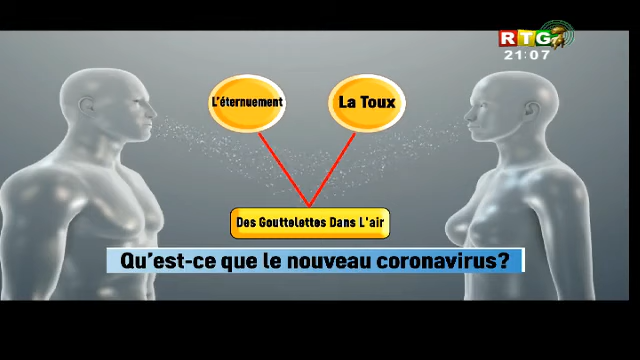 RTG
21:07
L'éternuement
La Toux
Des Gouttelettes Dans L'air
Qu'est-ce que le nouveau coronavirus?